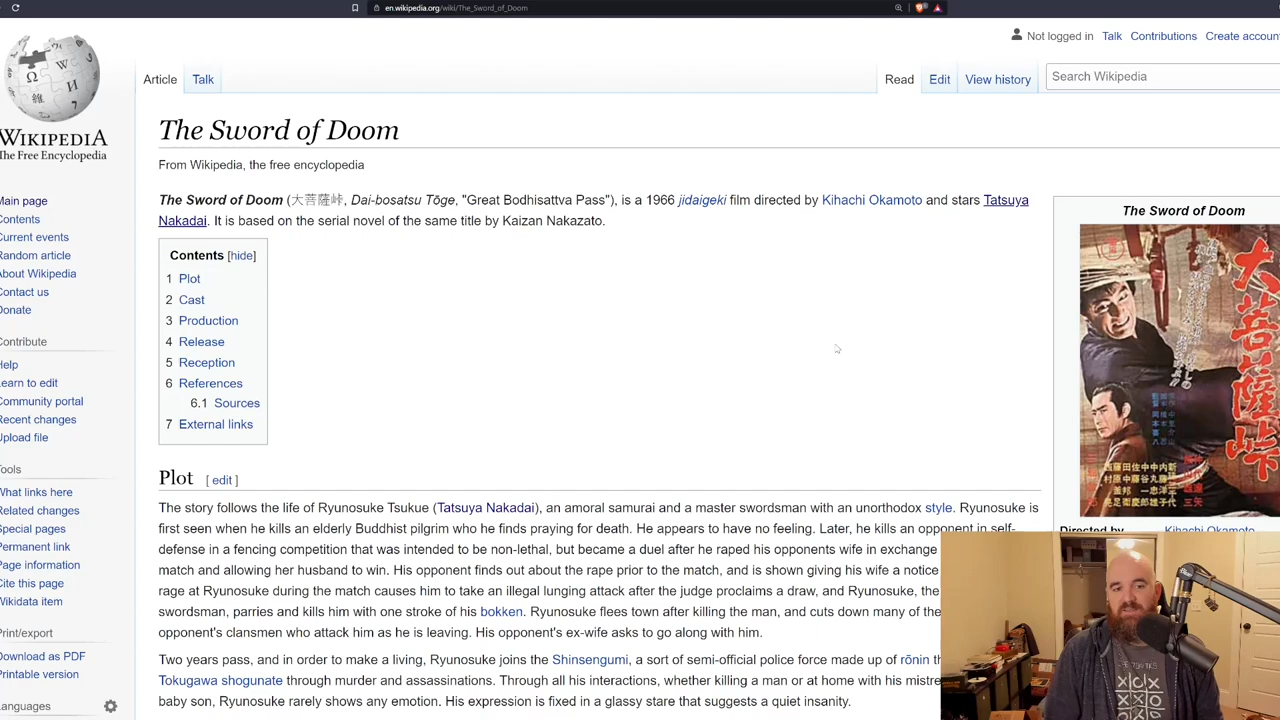 en.wikipedia.org/wiki/The_Sword_of_Doom
Not logged in Talk Contributions Create accoun
WIKIPEDIA
The Free Encyclopedia
Article Talk
Read Edit View history
Search Wikipedia
Main page
Contents
Current events
Random article
About Wikipedia
Contact us
Donate
Contribute
Help
Learn to edit
Community portal
Recent changes
Upload file
Tools
What links here
Related changes
Special pages
Permanent link
Page information
Cite this page
Wikidata item
Print/export
Download as PDF
Printable version
Languages
The Sword of Doom
From Wikipedia, the free encyclopedia
The Sword of Doom (大菩薩峠, Dai-bosatsu Tōge, "Great Bodhisattva Pass"), is a 1966 jidaigeki film directed by Kihachi Okamoto and stars Tatsuya
Nakadai. It is based on the serial novel of the same title by Kaizan Nakazato.
Contents [hide]
1 Plot
2 Cast
3 Production
4 Release
5 Reception
6 References
6.1 Sources
7 External links
Plot [ edit ]
The story follows the life of Ryunosuke Tsukue (Tatsuya Nakadai), an amoral samurai and a master swordsman with an unorthodox style. Ryunosuke is
first seen when he kills an elderly Buddhist pilgrim who he finds praying for death. He appears to have no feeling. Later, he kills an opponent in self-
defense in a fencing competition that was intended to be non-lethal, but became a duel after he raped his opponents wife in exchange
match and allowing her husband to win. His opponent finds out about the rape prior to the match, and is shown giving his wife a notice
rage at Ryunosuke during the match causes him to take an illegal lunging attack after the judge proclaims a draw, and Ryunosuke, the
swordsman, parries and kills him with one stroke of his bokken. Ryunosuke flees town after killing the man, and cuts down many of the
opponent's clansmen who attack him as he is leaving. His opponent's ex-wife asks to go along with him.
Two years pass, and in order to make a living, Ryunosuke joins the Shinsengumi, a sort of semi-official police force made up of rōnin th
Tokugawa shogunate through murder and assassinations. Through all his interactions, whether killing a man or at home with his mistre
baby son, Ryunosuke rarely shows any emotion. His expression is fixed in a glassy stare that suggests a quiet insanity.
The Sword of Doom
大菩薩峠
Directed by Kihachi Okamoto